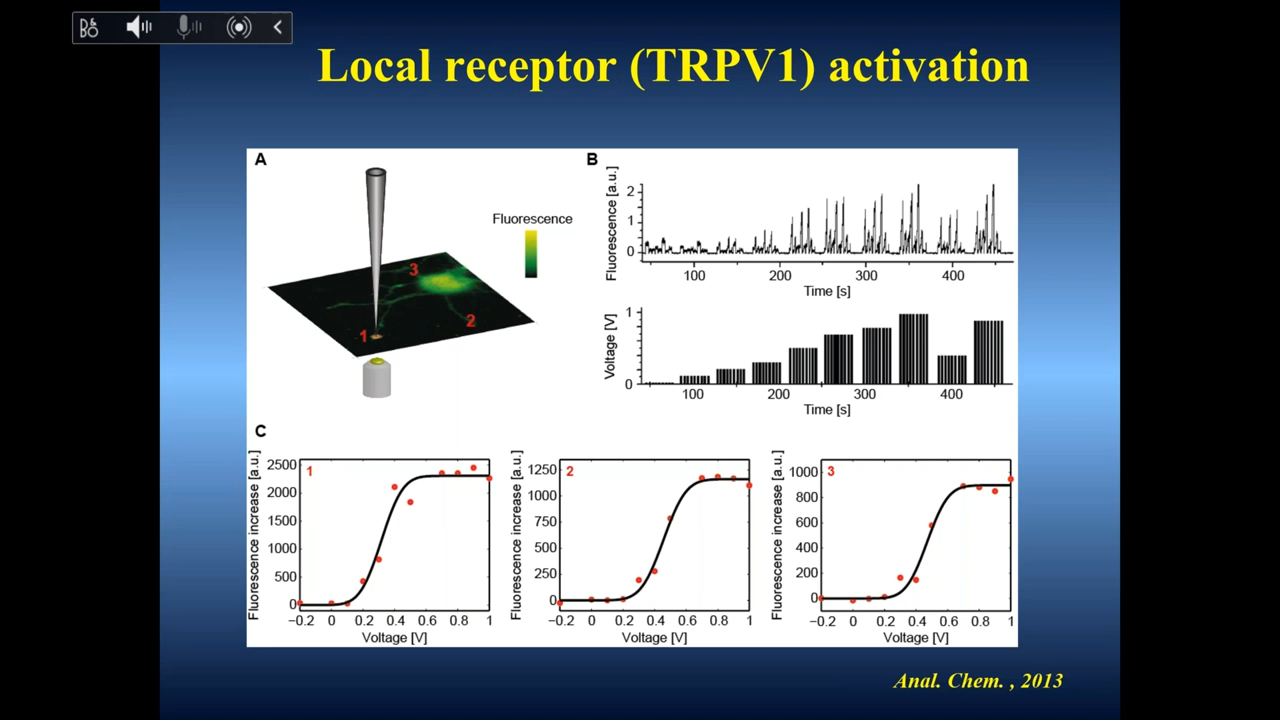 B&O
Local receptor (TRPV1) activation
A
Fluorescence
3
2
1
B
Fluorescence [a.u.]
2
1
0
100 200 300 400
Time [s]
Voltage [V]
1
0
100 200 300 400
Time [s]
C
1
Fluorescence increase [a.u.]
2500
2000
1500
1000
500
0
−0.2 0 0.2 0.4 0.6 0.8 1
Voltage [V]
2
Fluorescence increase [a.u.]
1250
1000
750
500
250
0
−0.2 0 0.2 0.4 0.6 0.8 1
Voltage [V]
3
Fluorescence increase [a.u.]
1000
800
600
400
200
0
−0.2 0 0.2 0.4 0.6 0.8 1
Voltage [V]
Anal. Chem. , 2013